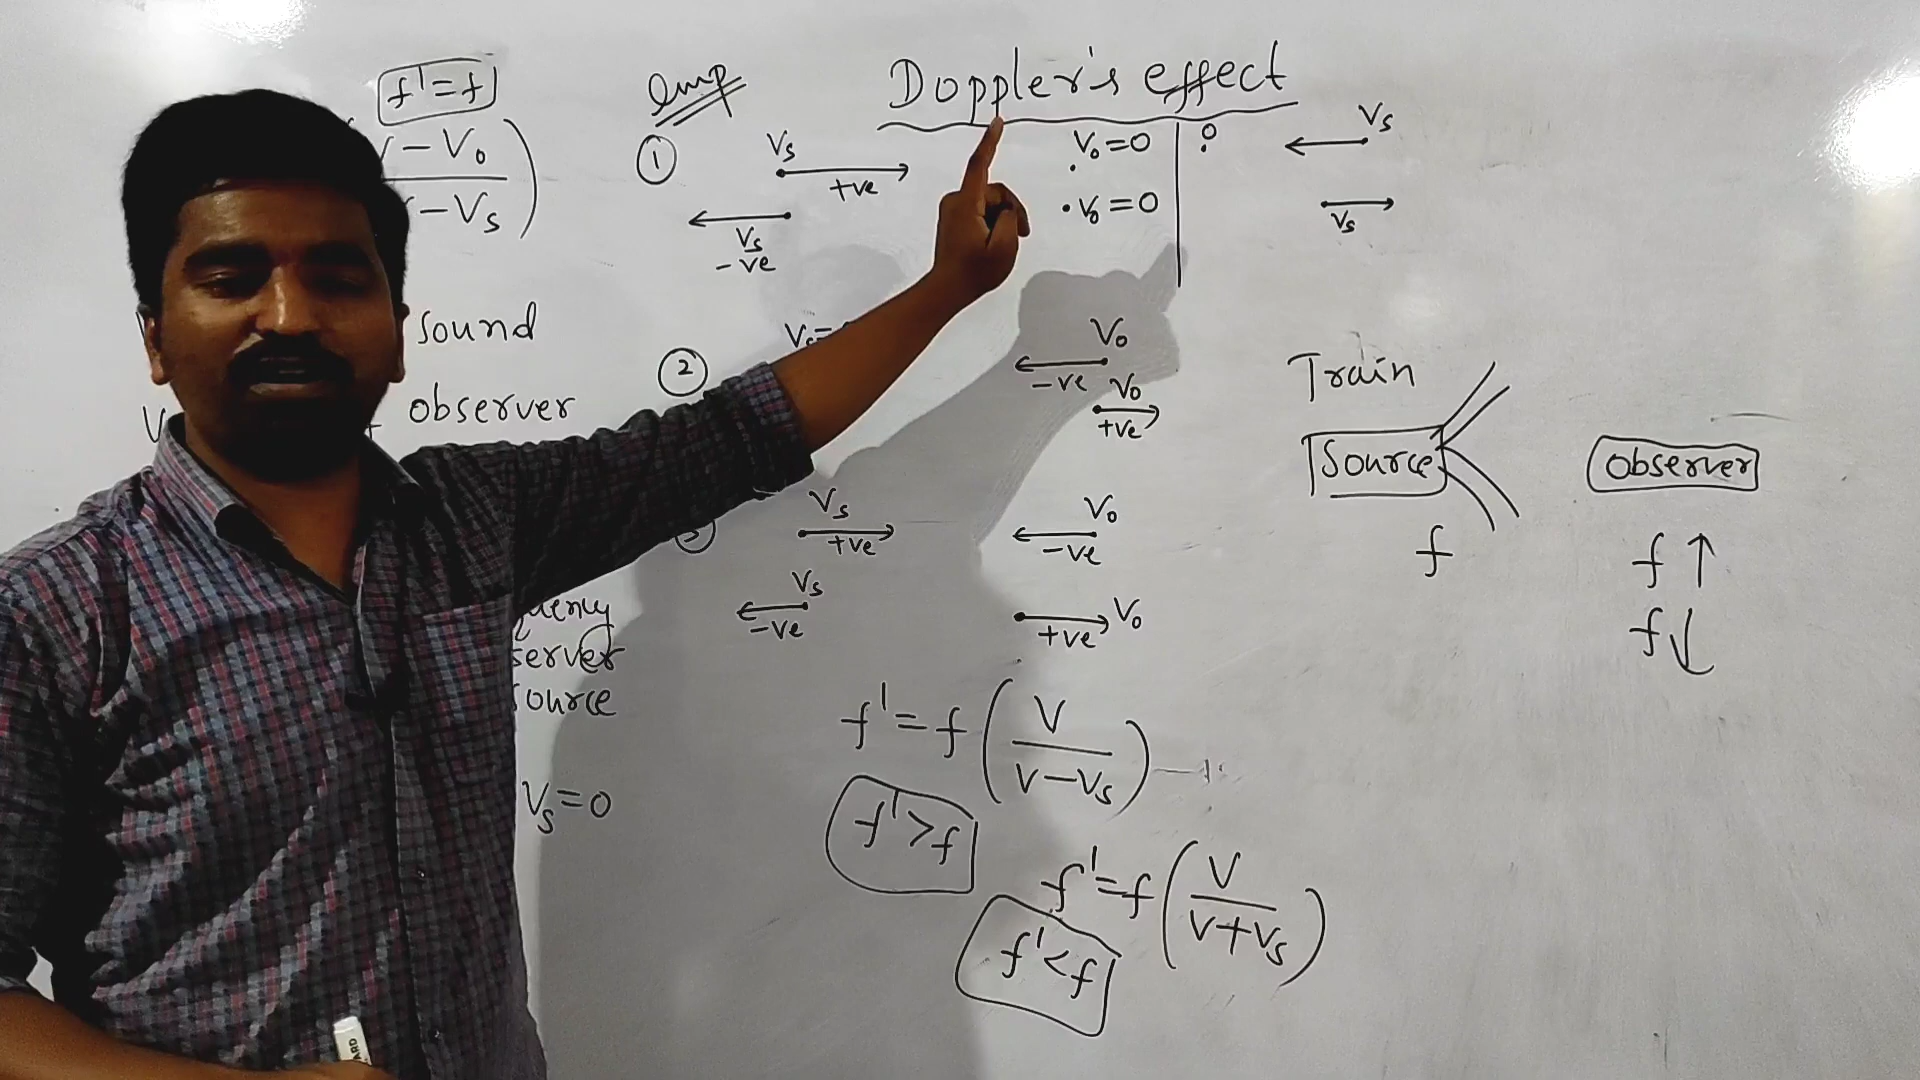 Doppler's effect
f' = f
imp
- V₀
- Vₛ
①
Vₛ
+ve
V₀ = 0
O
Vₛ
Vₛ
-ve
V₀ = 0
Vₛ
sound
observer
②
V₀
-ve
V₀
+ve
Train
Source
observer
f
f ↑
f ↓
Vₛ
+ve
V₀
-ve
Vₛ
-ve
V₀
+ve
source
Vₛ = 0
f' = f (V / V - Vₛ)
f' > f
f' = f (V / V + Vₛ)
f' < f